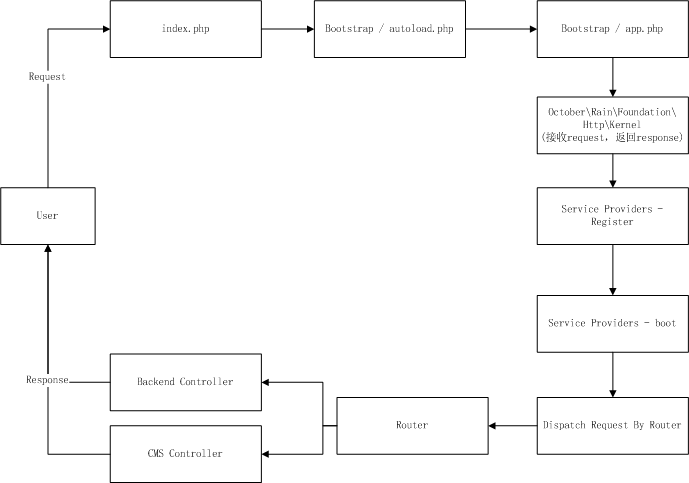 index.php
Bootstrap / autoload.php
Bootstrap / app.php
Request
October\Rain\Foundation\
Http\Kernel
(接收request, 返回response)
User
Service Providers -
Register
Service Providers - boot
Response
Backend Controller
Router
Dispatch Request By Router
CMS Controller